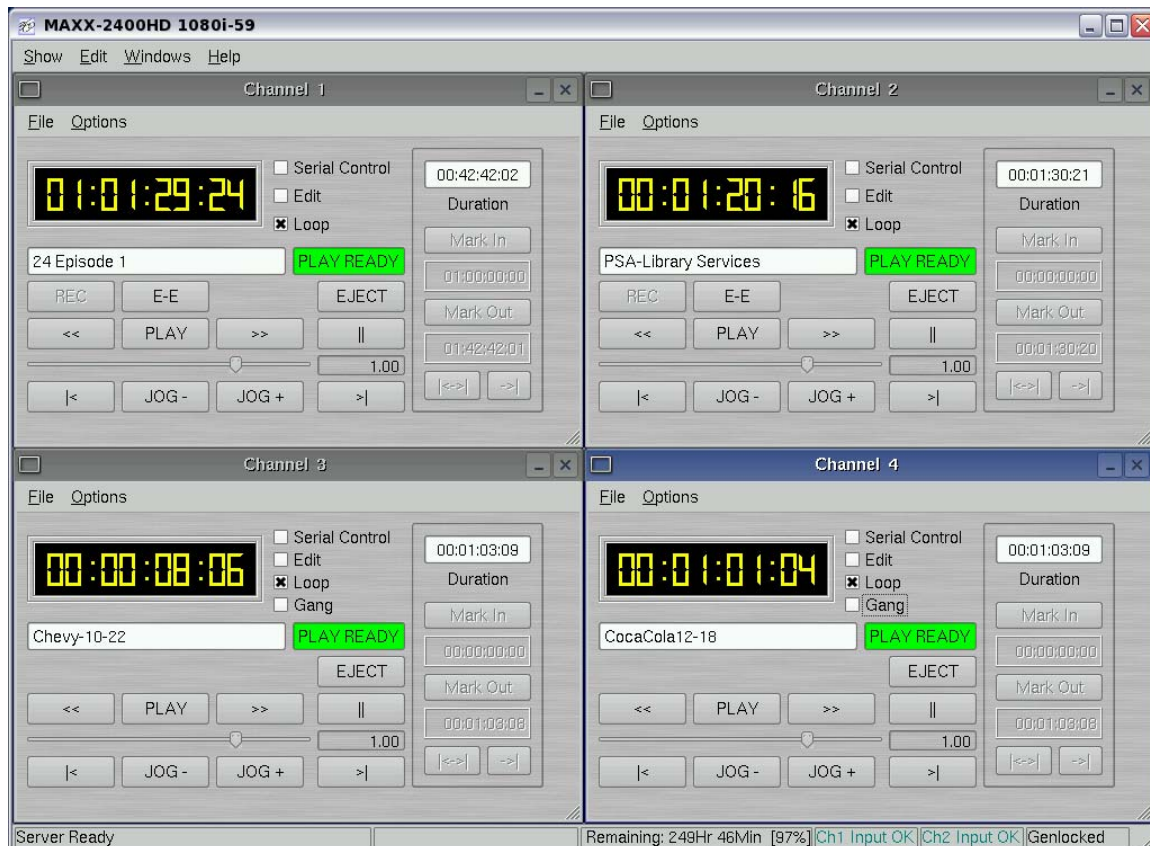 MAXX-2400HD 1080i-59
Show Edit Windows Help
Channel 1
File Options
01:01:29:24
Serial Control
Edit
Loop
00:42:42:02
Duration
Mark In
01:00:00:00
Mark Out
01:42:42:01
|<->| ->|
24 Episode 1 PLAY READY
REC E-E EJECT
<< PLAY >> ||
1.00
|< JOG - JOG + >|
Channel 2
File Options
00:01:20:16
Serial Control
Edit
Loop
00:01:30:21
Duration
Mark In
00:00:00:00
Mark Out
00:01:30:20
|<->| ->|
PSA-Library Services PLAY READY
REC E-E EJECT
<< PLAY >> ||
1.00
|< JOG - JOG + >|
Channel 3
File Options
00:00:08:06
Serial Control
Edit
Loop
Gang
00:01:03:09
Duration
Mark In
00:00:00:00
Mark Out
00:01:03:08
|<->| ->|
Chevy-10-22 PLAY READY
EJECT
<< PLAY >> ||
1.00
|< JOG - JOG + >|
Channel 4
File Options
00:01:01:04
Serial Control
Edit
Loop
Gang
00:01:03:09
Duration
Mark In
00:00:00:00
Mark Out
00:01:03:08
|<->| ->|
CocaCola12-18 PLAY READY
EJECT
<< PLAY >> ||
1.00
|< JOG - JOG + >|
Server Ready Remaining: 249Hr 46Min [97%] Ch1 Input OK Ch2 Input OK Genlocked